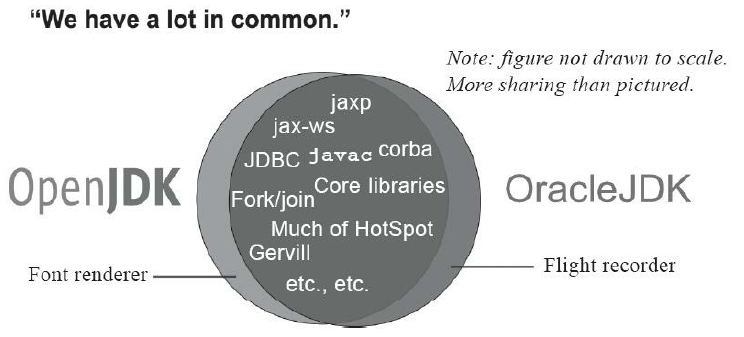 “We have a lot in common.”
Note: figure not drawn to scale.
More sharing than pictured.
jaxp
jax-ws
JDBC javac corba
Fork/join Core libraries
Much of HotSpot
Gervill
etc., etc.
OpenJDK
OracleJDK
Font renderer
Flight recorder